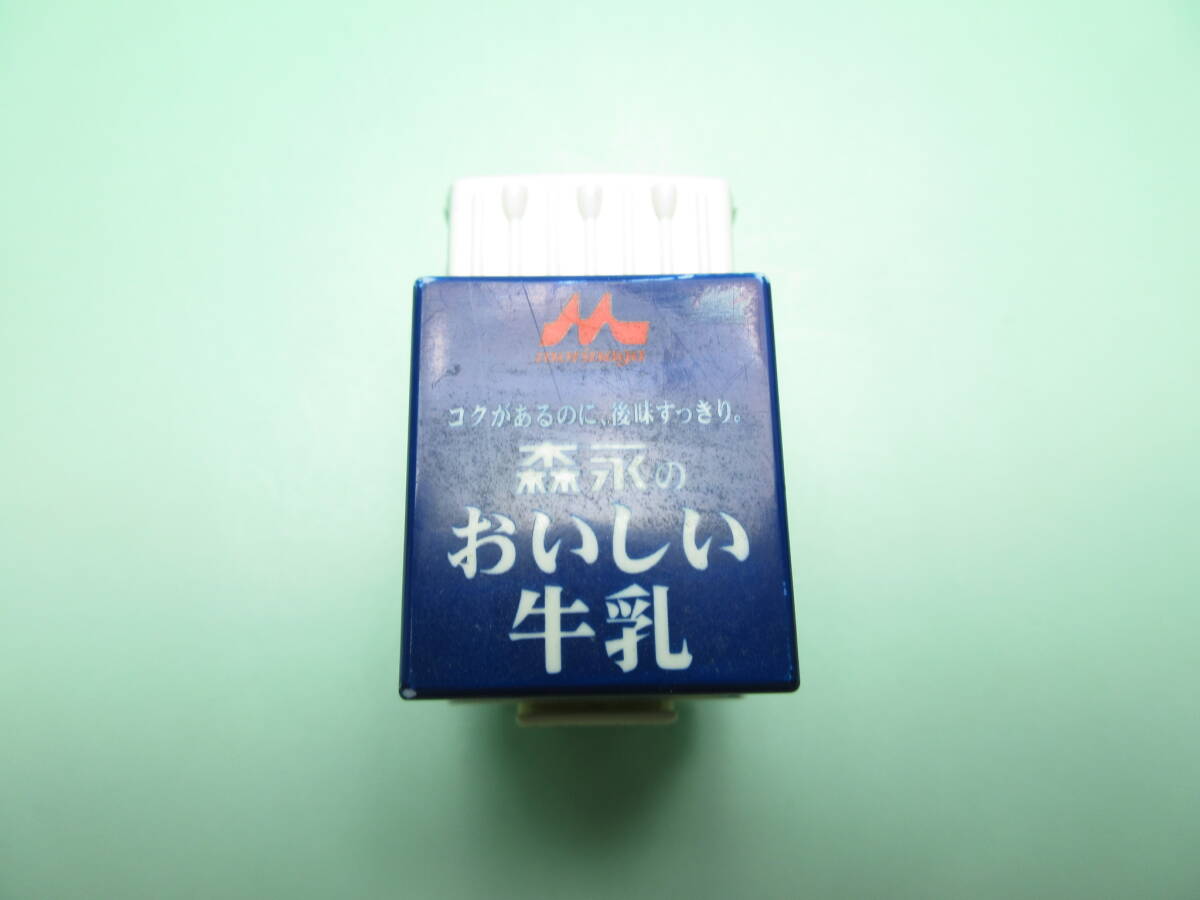 morinaga
コクがあるのに、後味すっきり。
森永の
おいしい
牛乳